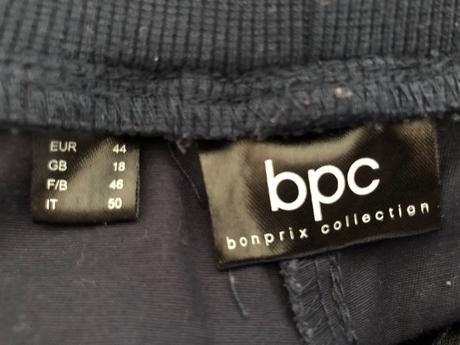 EUR 44
GB 18
F/B 46
IT 50
bpc
bonprix collection